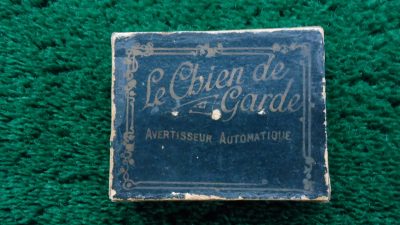 Le Chien de
Garde
AVERTISSEUR AUTOMATIQUE